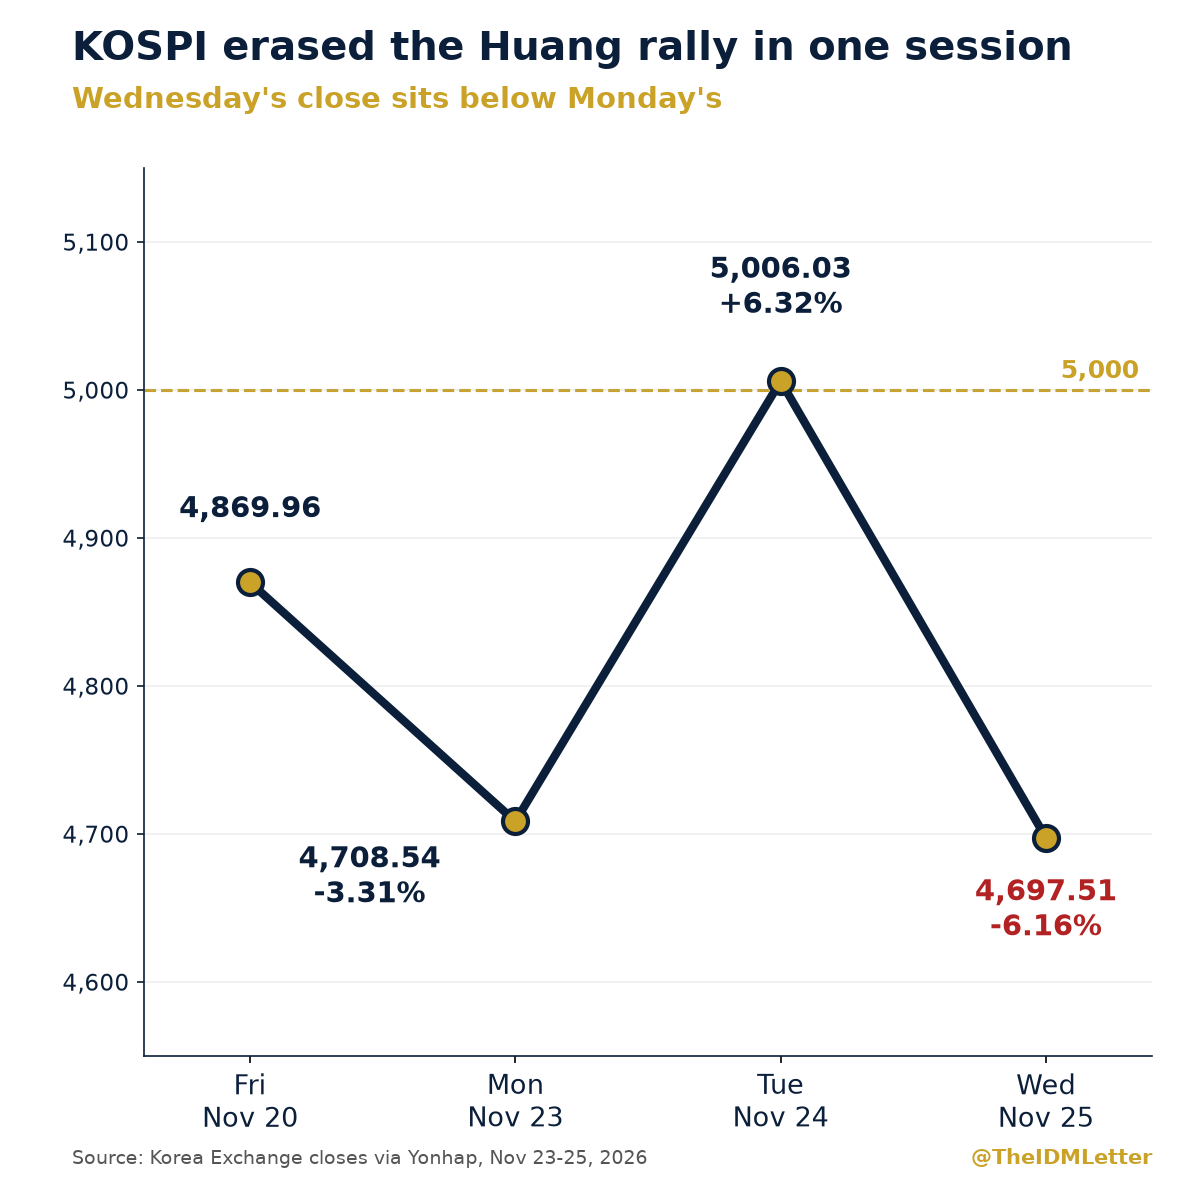 KOSPI erased the Huang rally in one session
Wednesday's close sits below Monday's
5,100
5,000
4,900
4,800
4,700
4,600
4,869.96
4,708.54
-3.31%
5,006.03
+6.32%
5,000
4,697.51
-6.16%
Fri
Nov 20
Mon
Nov 23
Tue
Nov 24
Wed
Nov 25
Source: Korea Exchange closes via Yonhap, Nov 23-25, 2026
@TheIDMLetter